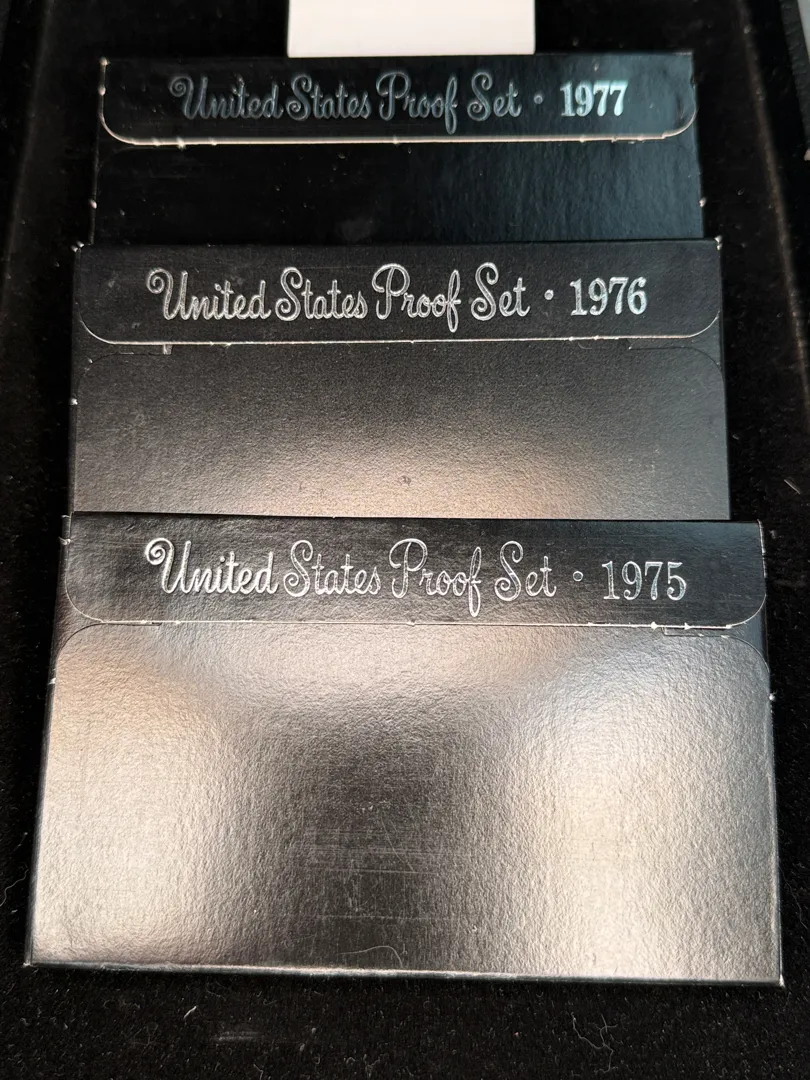 United States Proof Set · 1977
United States Proof Set · 1976
United States Proof Set · 1975